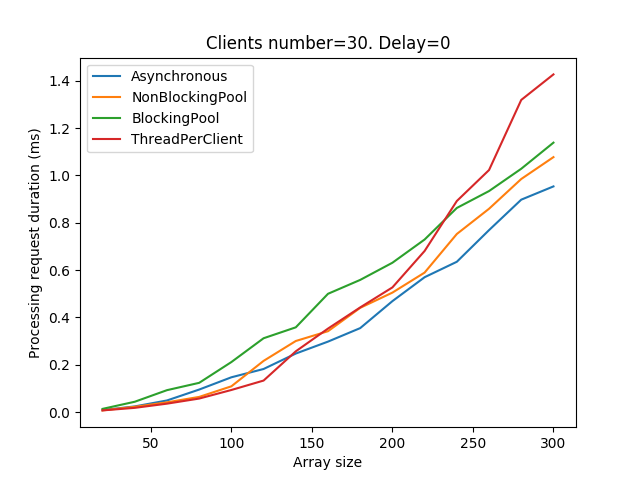 Clients number=30. Delay=0
Asynchronous
NonBlockingPool
BlockingPool
ThreadPerClient
Processing request duration (ms)
1.4
1.2
1.0
0.8
0.6
0.4
0.2
0.0
50
100
150
200
250
300
Array size